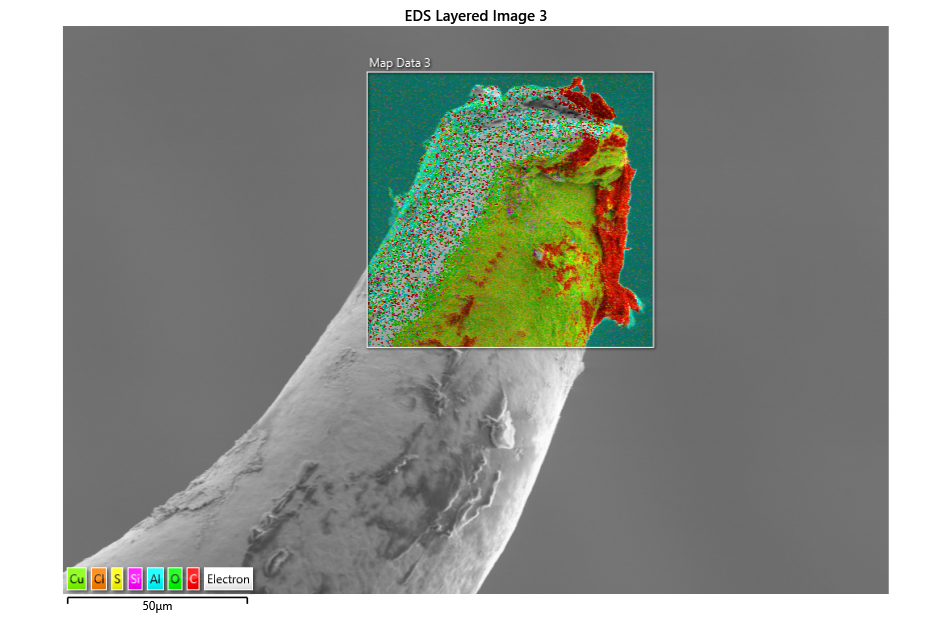 EDS Layered Image 3
Map Data 3
Cu Cl S Si Al O C Electron
50µm